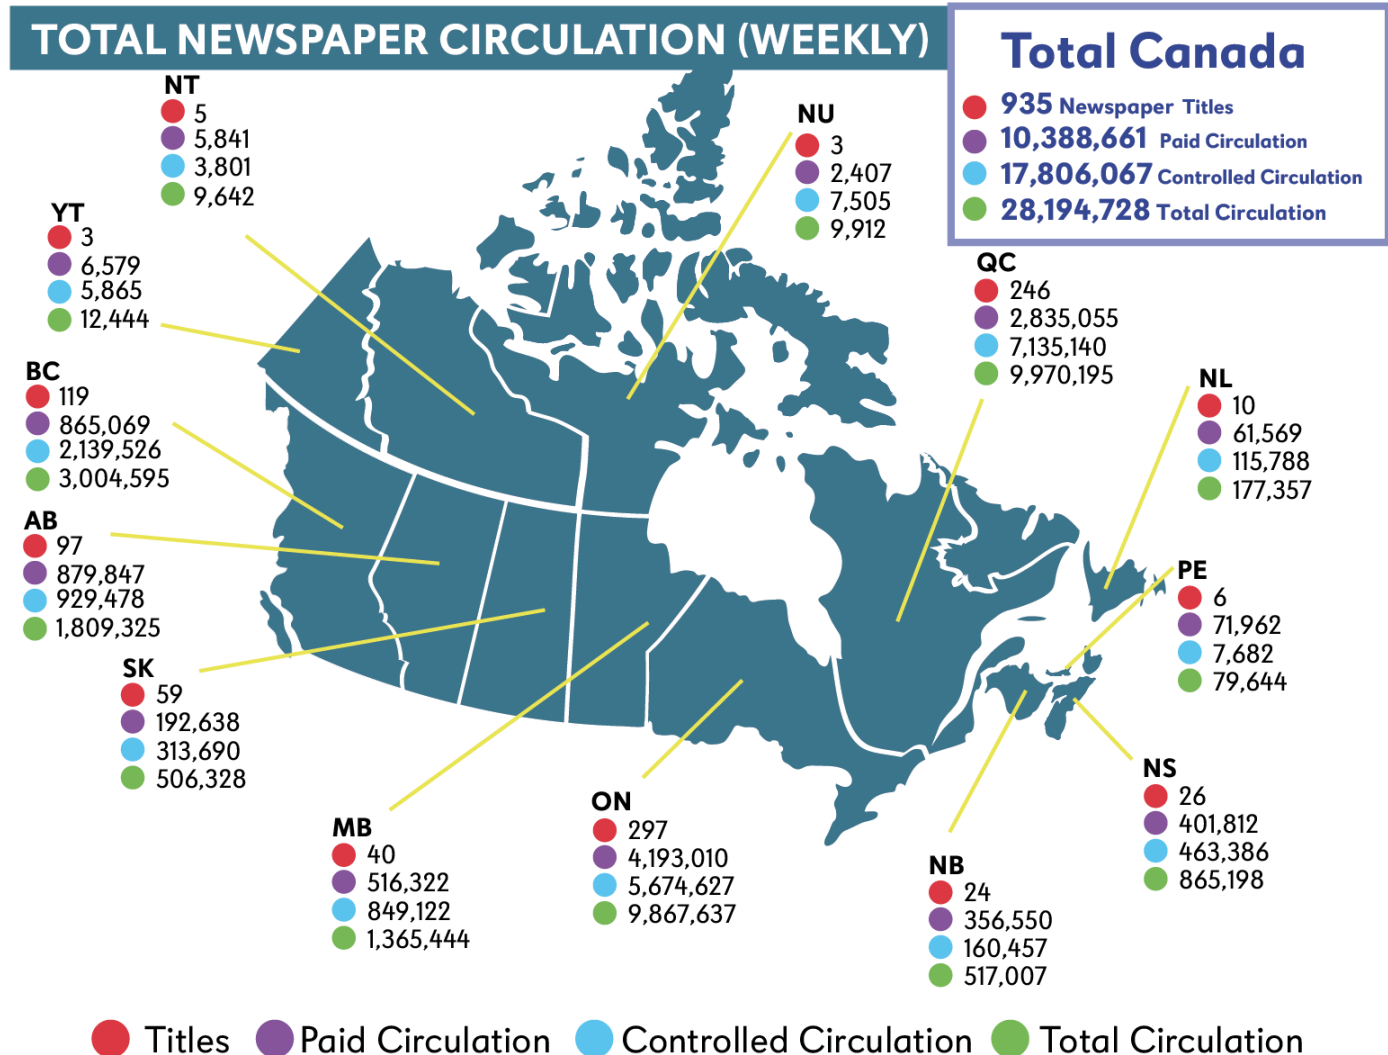 TOTAL NEWSPAPER CIRCULATION (WEEKLY)
Total Canada
935 Newspaper Titles
10,388,661 Paid Circulation
17,806,067 Controlled Circulation
28,194,728 Total Circulation
NT
5
5,841
3,801
9,642
NU
3
2,407
7,505
9,912
YT
3
6,579
5,865
12,444
QC
246
2,835,055
7,135,140
9,970,195
BC
119
865,069
2,139,526
3,004,595
NL
10
61,569
115,788
177,357
AB
97
879,847
929,478
1,809,325
PE
6
71,962
7,682
79,644
SK
59
192,638
313,690
506,328
NS
26
401,812
463,386
865,198
MB
40
516,322
849,122
1,365,444
ON
297
4,193,010
5,674,627
9,867,637
NB
24
356,550
160,457
517,007
Titles Paid Circulation Controlled Circulation Total Circulation